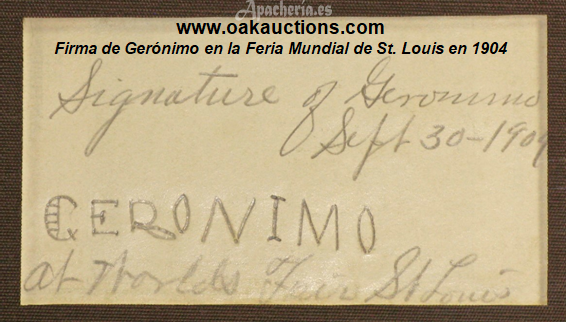 Apachería.es
www.oakauctions.com
Firma de Gerónimo en la Feria Mundial de St. Louis en 1904
Signature of Geronimo
Sept 30-1904
GERONIMO
at Worlds Fair St Louis